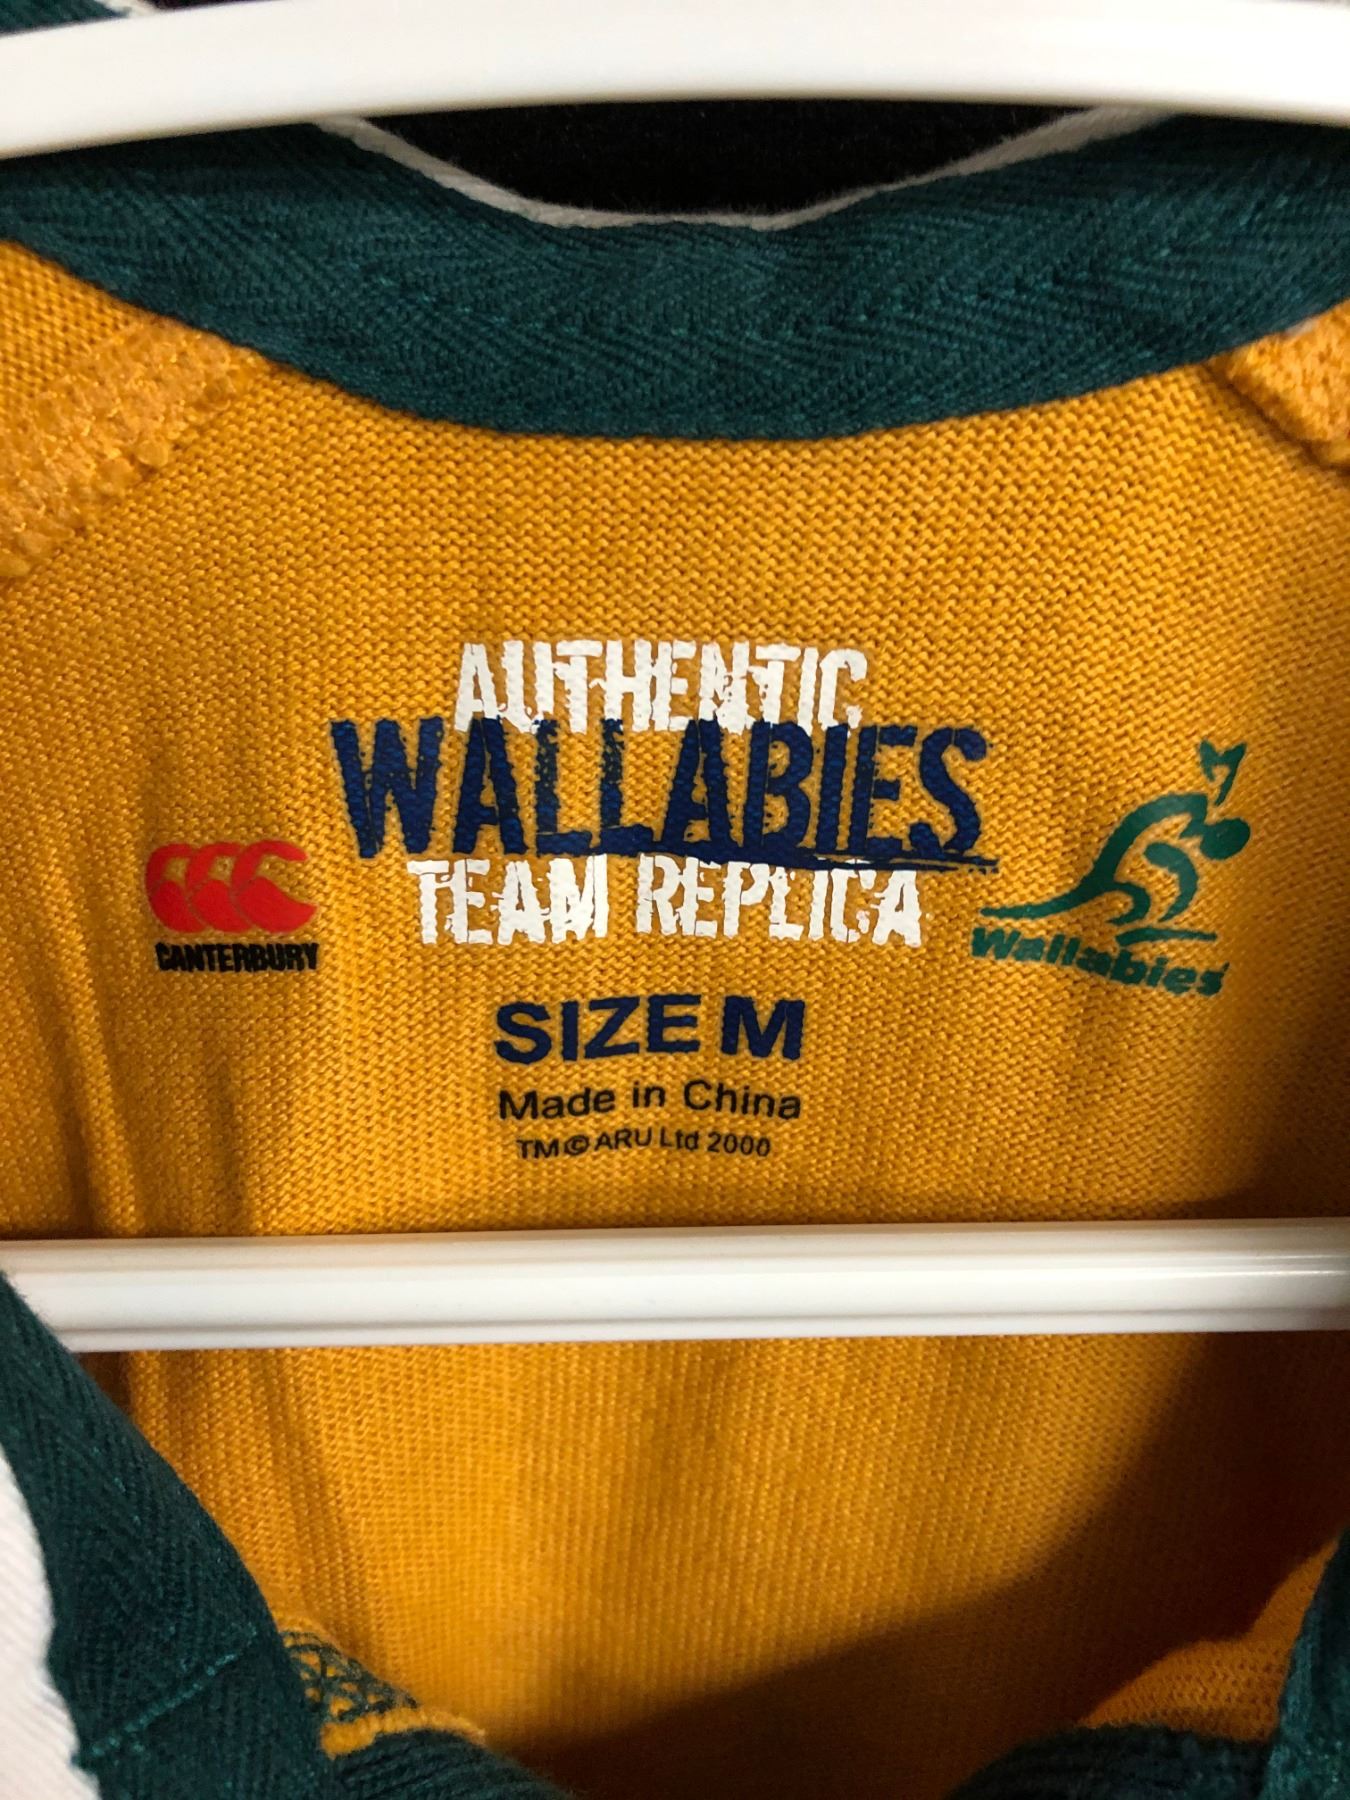 AUTHENTIC
WALLABIES
TEAM REPLICA
CANTERBURY
Wallabies
SIZE M
Made in China
TM © ARU Ltd 2000